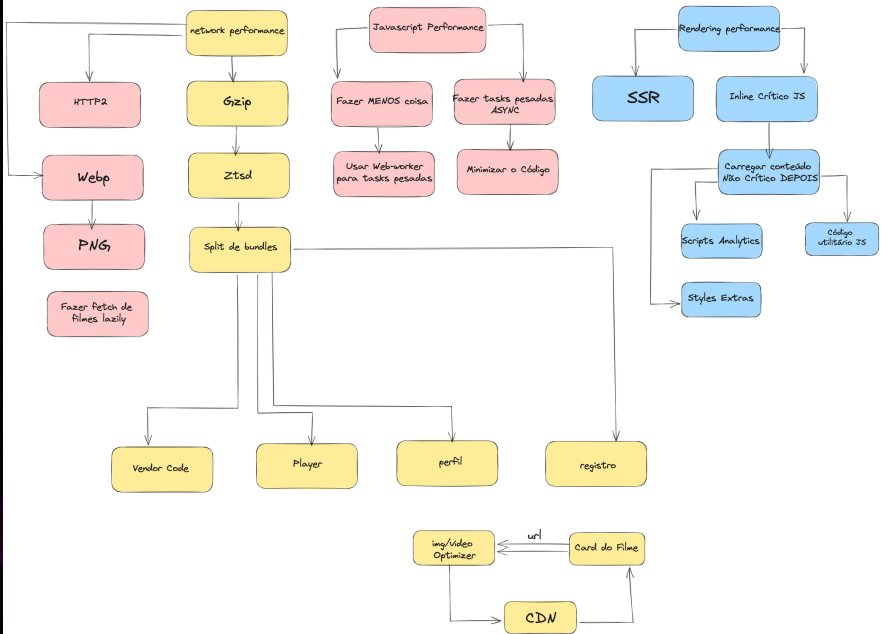 network performance
HTTP2
Gzip
Webp
Ztsd
PNG
Split de bundles
Fazer fetch de
filmes lazily
Vendor Code
Player
perfil
registro
Javascript Performance
Fazer MENOS coisa
Fazer tasks pesadas
ASYNC
Usar Web-worker
para tasks pesadas
Minimizar o Código
Rendering performance
SSR
Inline Crítico JS
Carregar conteúdo
Não Crítico DEPOIS
Scripts Analytics
Código
utilitário JS
Styles Extras
img/video
Optimizer
url
Card do Filme
CDN